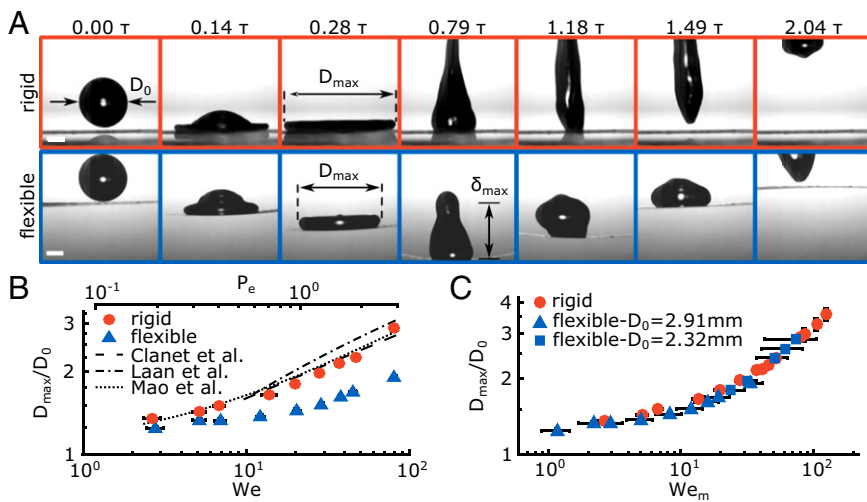 A
0.00 τ 0.14 τ 0.28 τ 0.79 τ 1.18 τ 1.49 τ 2.04 τ
rigid
D0
Dmax
flexible
Dmax
δmax
B
Pe
10-1 100
rigid
flexible
Clanet et al.
Laan et al.
Mao et al.
Dmax/D0
3
2
1
100 101 102
We
C
rigid
flexible-D0=2.91mm
flexible-D0=2.32mm
Dmax/D0
4
3
2
1
100 101 102
Wem